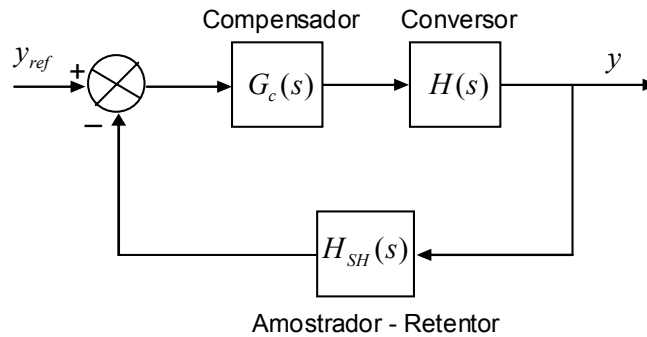 Compensador
Conversor
y_ref
+
−
G_c(s)
H(s)
y
H_SH(s)
Amostrador - Retentor